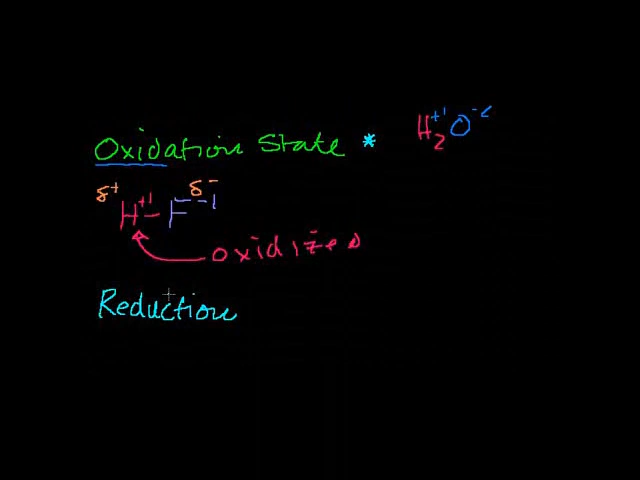 Oxidation State * H₂⁺¹O⁻²
δ⁺ δ⁻
H⁺¹–F⁻¹
oxidized
Reduction